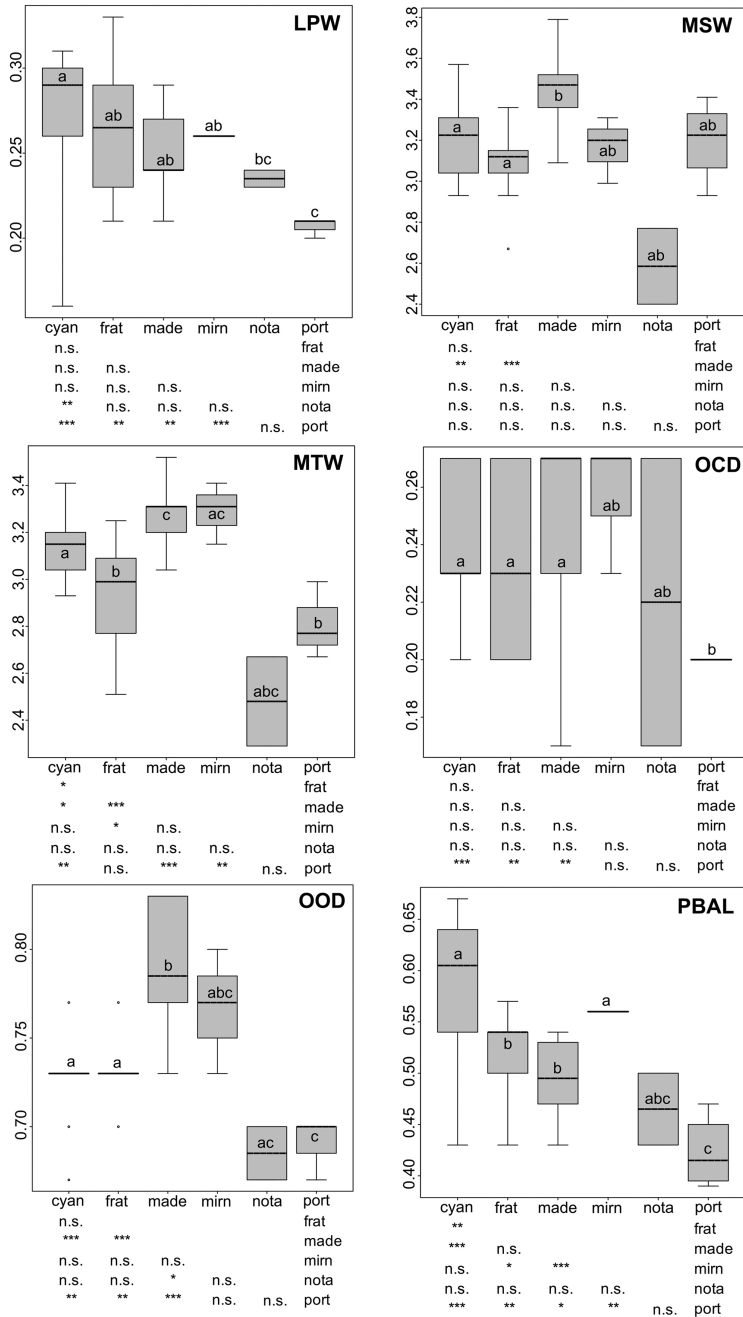 LPW
0.30
0.25
0.20
a
ab
ab
ab
bc
c
cyan frat made mirn nota port
n.s. frat
n.s. n.s. made
n.s. n.s. n.s. mirn
** n.s. n.s. n.s. nota
*** ** ** *** n.s. port
MSW
3.8
3.6
3.4
3.2
3.0
2.8
2.6
2.4
a
a
b
ab
ab
ab
cyan frat made mirn nota port
n.s. frat
** *** made
n.s. n.s. n.s. mirn
n.s. n.s. n.s. n.s. nota
n.s. n.s. n.s. n.s. n.s. port
MTW
3.4
3.2
3.0
2.8
2.6
2.4
a
b
c
ac
abc
b
cyan frat made mirn nota port
* frat
* *** made
n.s. * n.s. mirn
n.s. n.s. n.s. n.s. nota
** n.s. *** ** n.s. port
OCD
0.26
0.24
0.22
0.20
0.18
a
a
a
ab
ab
b
cyan frat made mirn nota port
n.s. frat
n.s. n.s. made
n.s. n.s. n.s. mirn
n.s. n.s. n.s. n.s. nota
*** ** ** n.s. n.s. port
OOD
0.80
0.75
0.70
a
a
b
abc
ac
c
cyan frat made mirn nota port
n.s. frat
*** *** made
n.s. n.s. n.s. mirn
n.s. n.s. * n.s. nota
** ** *** n.s. n.s. port
PBAL
0.65
0.60
0.55
0.50
0.45
0.40
a
b
b
a
abc
c
cyan frat made mirn nota port
** frat
*** n.s. made
n.s. * *** mirn
n.s. n.s. n.s. n.s. nota
*** ** * ** n.s. port